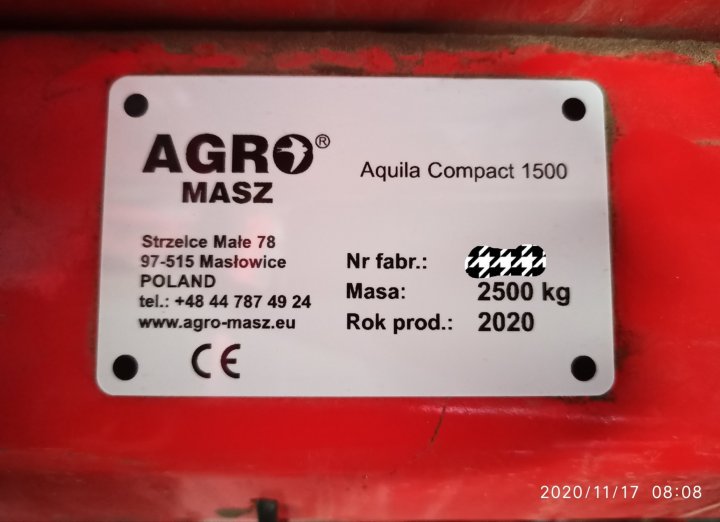 AGRO®
MASZ
Aquila Compact 1500
Strzelce Małe 78
97-515 Masłowice
POLAND
tel.: +48 44 787 49 24
www.agro-masz.eu
CE
Nr fabr.:
Masa: 2500 kg
Rok prod.: 2020
2020/11/17 08:08